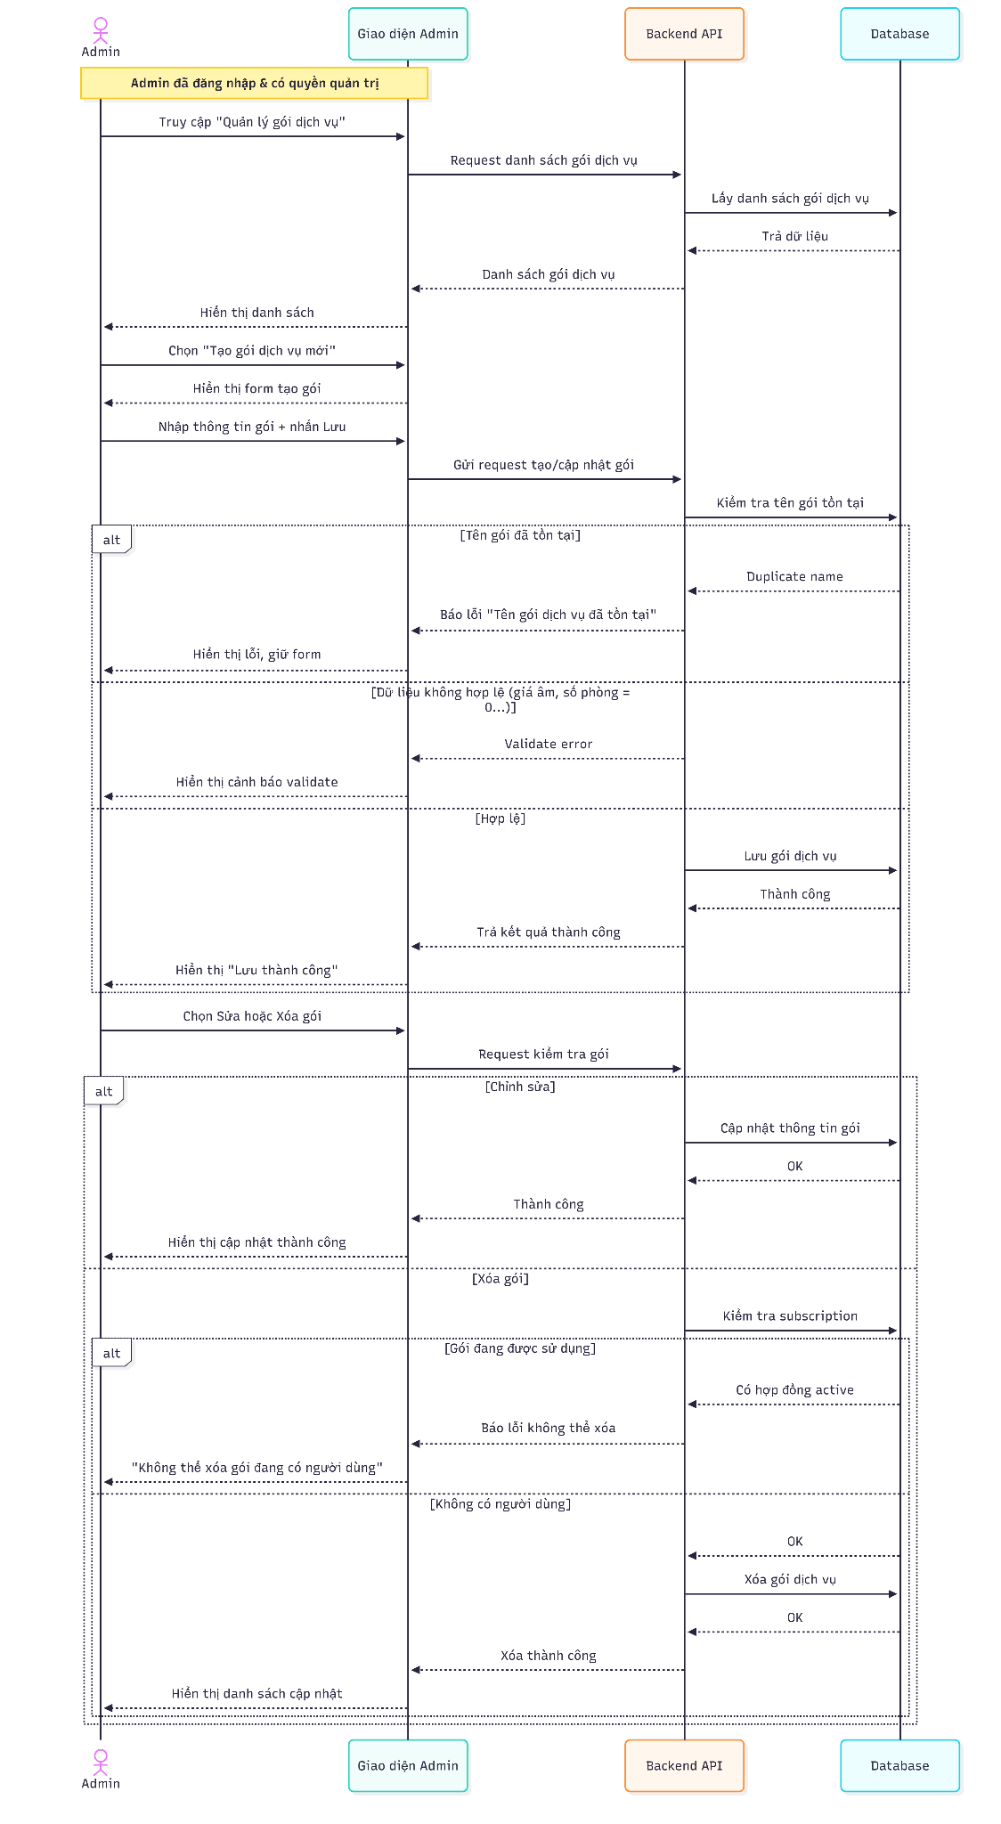 Admin
Giao diện Admin
Backend API
Database
Admin đã đăng nhập & có quyền quản trị
Truy cập "Quản lý gói dịch vụ"
Request danh sách gói dịch vụ
Lấy danh sách gói dịch vụ
Trả dữ liệu
Danh sách gói dịch vụ
Hiển thị danh sách
Chọn "Tạo gói dịch vụ mới"
Hiển thị form tạo gói
Nhập thông tin gói + nhấn Lưu
Gửi request tạo/cập nhật gói
Kiểm tra tên gói tồn tại
alt
[Tên gói đã tồn tại]
Duplicate name
Báo lỗi "Tên gói dịch vụ đã tồn tại"
Hiển thị lỗi, giữ form
[Dữ liệu không hợp lệ (giá âm, số phòng =
0...)]
Validate error
Hiển thị cảnh báo validate
[Hợp lệ]
Lưu gói dịch vụ
Thành công
Trả kết quả thành công
Hiển thị "Lưu thành công"
Chọn Sửa hoặc Xóa gói
Request kiểm tra gói
alt
[Chỉnh sửa]
Cập nhật thông tin gói
OK
Thành công
Hiển thị cập nhật thành công
[Xóa gói]
Kiểm tra subscription
alt
[Gói đang được sử dụng]
Có hợp đồng active
Báo lỗi không thể xóa
"Không thể xóa gói đang có người dùng"
[Không có người dùng]
OK
Xóa gói dịch vụ
OK
Xóa thành công
Hiển thị danh sách cập nhật
Admin
Giao diện Admin
Backend API
Database